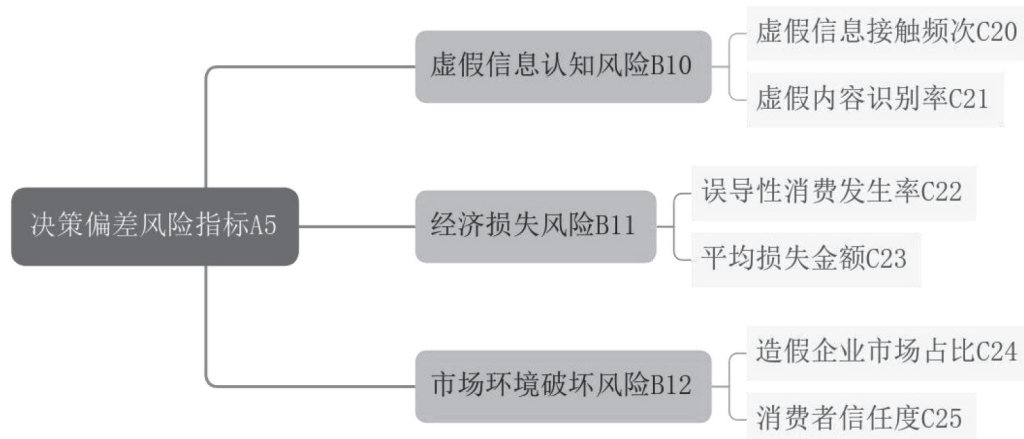 决策偏差风险指标A5
虚假信息认知风险B10
虚假信息接触频次C20
虚假内容识别率C21
经济损失风险B11
误导性消费发生率C22
平均损失金额C23
市场环境破坏风险B12
造假企业市场占比C24
消费者信任度C25